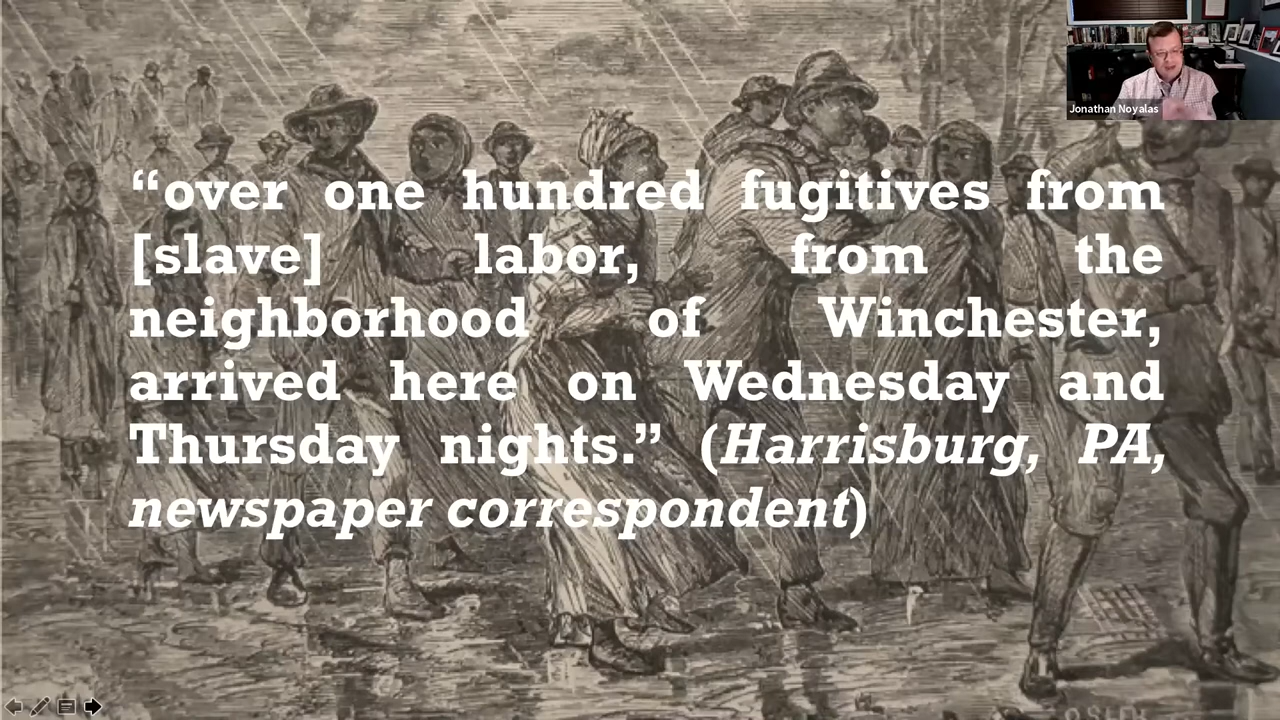 Jonathan Noyalas
“over one hundred fugitives from
[slave] labor, from the
neighborhood of Winchester,
arrived here on Wednesday and
Thursday nights.” (Harrisburg, PA,
newspaper correspondent)